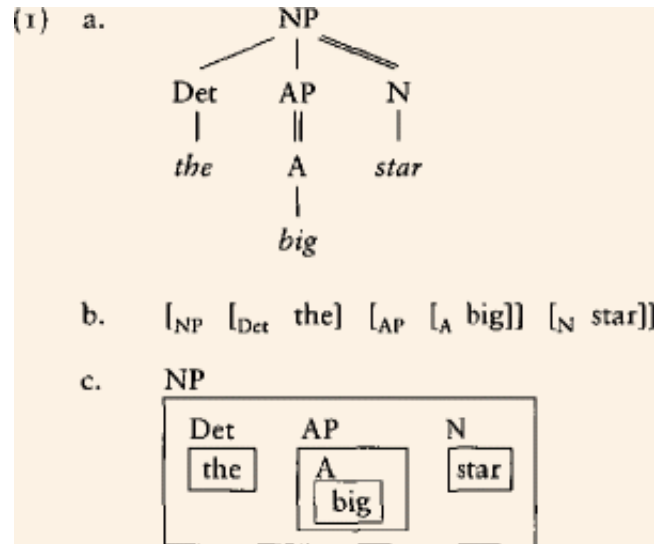 (1) a. NP
Det AP N
the A star
big
b. [NP [Det the] [AP [A big]] [N star]]
c. NP
Det AP N
the A star
big